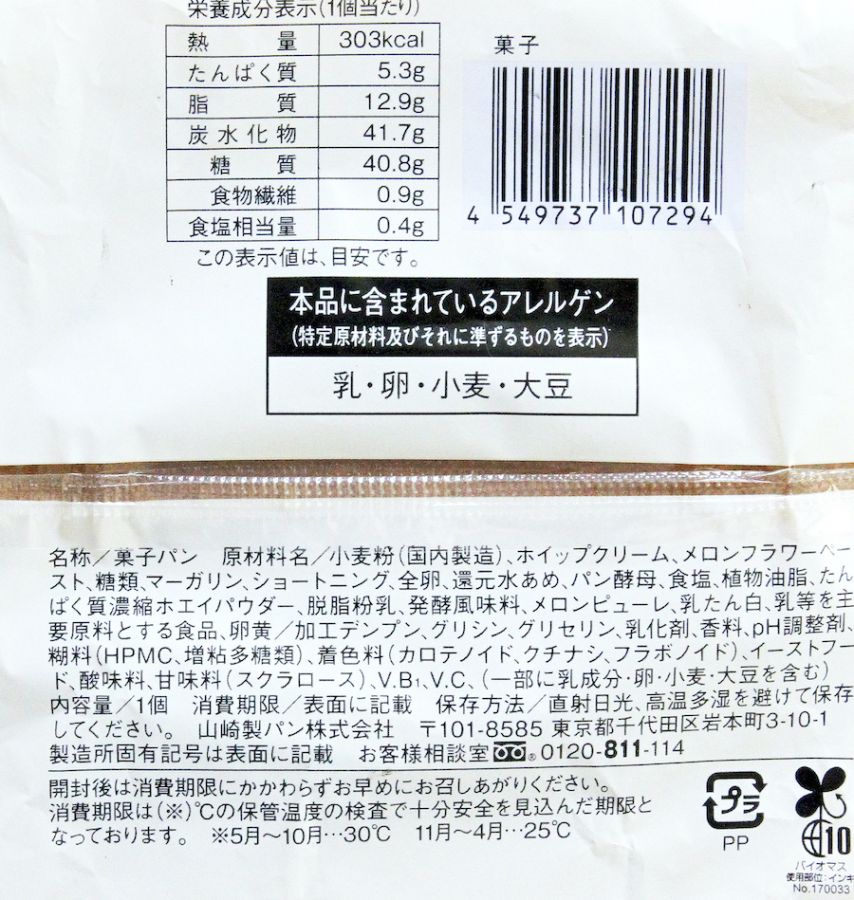 栄養成分表示(1個当たり)
熱量 303kcal
たんぱく質 5.3g
脂質 12.9g
炭水化物 41.7g
糖質 40.8g
食物繊維 0.9g
食塩相当量 0.4g
この表示値は、目安です。
菓子
4 549737 107294
本品に含まれているアレルゲン
(特定原材料及びそれに準ずるものを表示)
乳・卵・小麦・大豆
名称／菓子パン 原材料名／小麦粉(国内製造)、ホイップクリーム、メロンフラワーペー
スト、糖類、マーガリン、ショートニング、全卵、還元水あめ、パン酵母、食塩、植物油脂、たん
ぱく質濃縮ホエイパウダー、脱脂粉乳、発酵風味料、メロンピューレ、乳たん白、乳等を主
要原料とする食品、卵黄／加工デンプン、グリシン、グリセリン、乳化剤、香料、pH調整剤、
糊料(HPMC、増粘多糖類)、着色料(カロテノイド、クチナシ、フラボノイド)、イーストフー
ド、酸味料、甘味料(スクラロース)、V.B₁、V.C、(一部に乳成分・卵・小麦・大豆を含む)
内容量／1個 消費期限／表面に記載 保存方法／直射日光、高温多湿を避けて保存
してください。 山崎製パン株式会社 〒101-8585 東京都千代田区岩本町3-10-1
製造所固有記号は表面に記載 お客様相談室 0120-811-114
開封後は消費期限にかかわらずお早めにお召しあがりください。
消費期限は(※)℃の保管温度の検査で十分安全を見込んだ期限と
なっております。 ※5月～10月…30℃ 11月～4月…25℃
プラ
PP
10
バイオマス
使用部位:インキ
No.170033